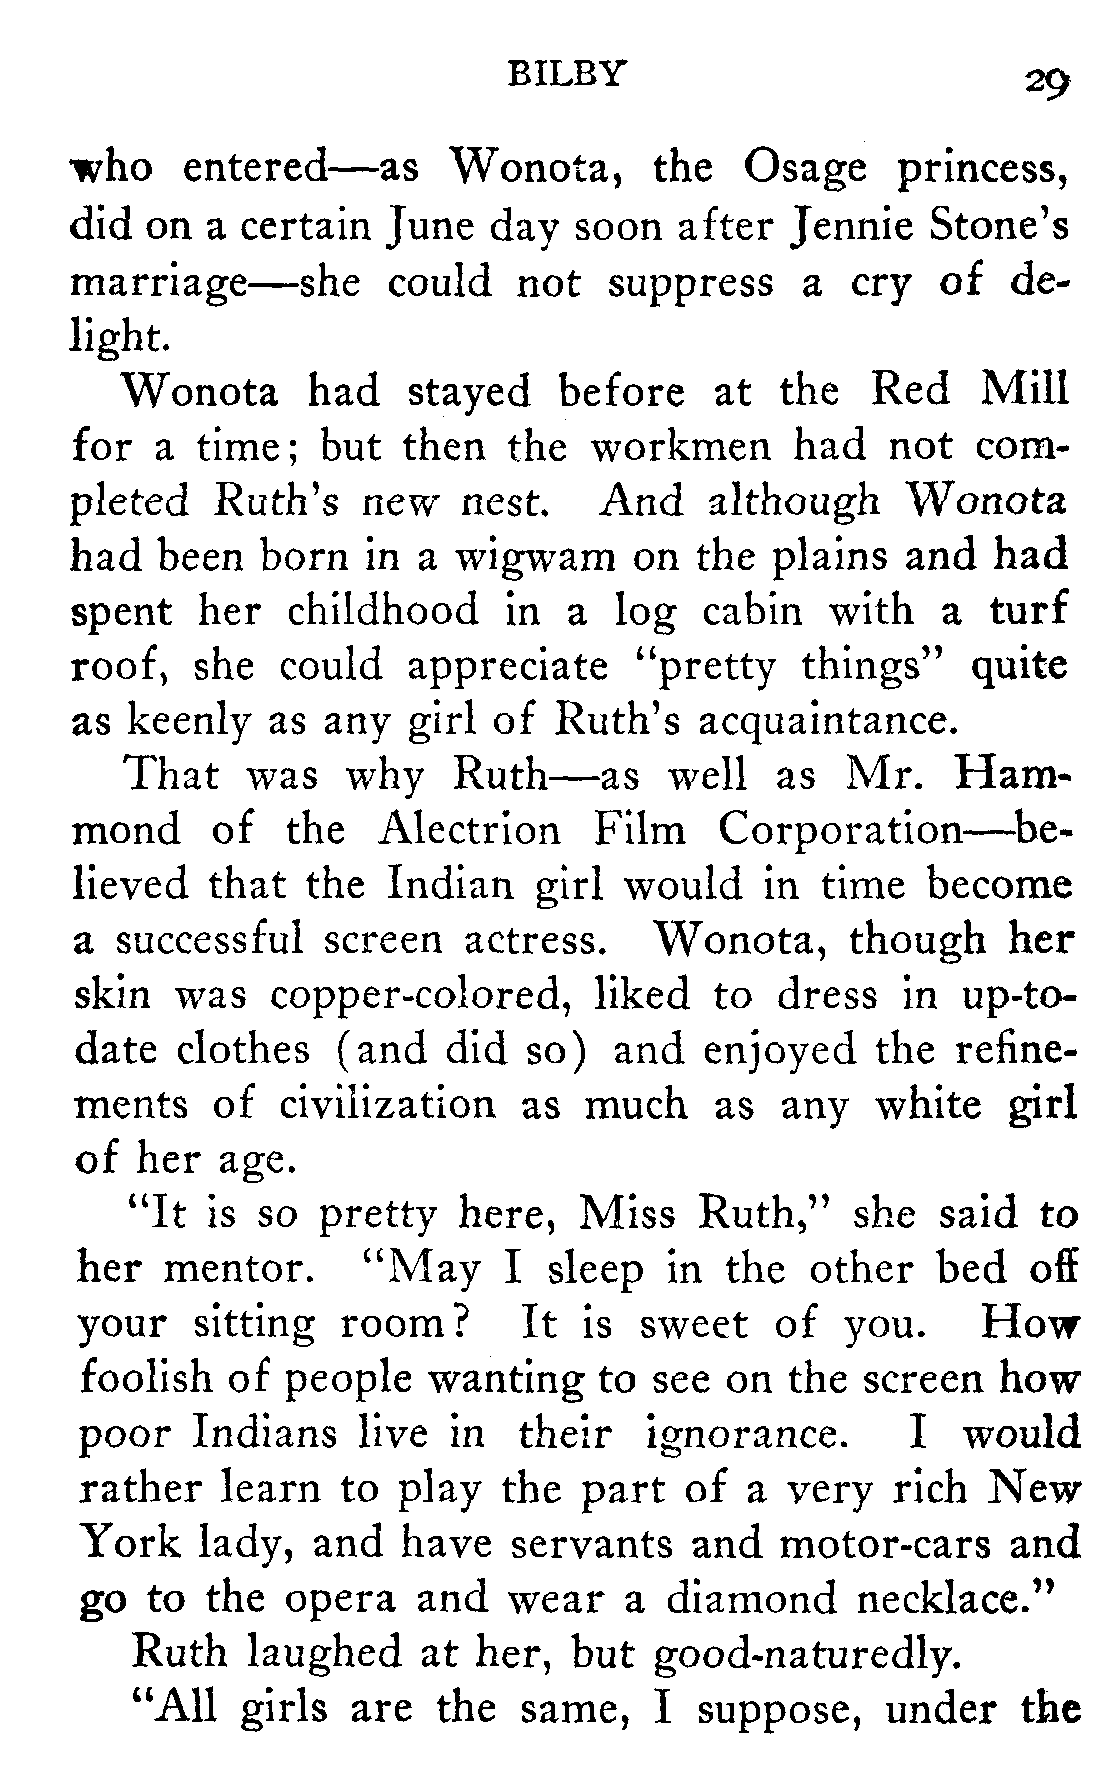 BILBY 29
who entered—as Wonota, the Osage princess,
did on a certain June day soon after Jennie Stone's
marriage—she could not suppress a cry of de-
light.
Wonota had stayed before at the Red Mill
for a time; but then the workmen had not com-
pleted Ruth's new nest. And although Wonota
had been born in a wigwam on the plains and had
spent her childhood in a log cabin with a turf
roof, she could appreciate "pretty things" quite
as keenly as any girl of Ruth's acquaintance.
That was why Ruth—as well as Mr. Ham-
mond of the Alectrion Film Corporation—be-
lieved that the Indian girl would in time become
a successful screen actress. Wonota, though her
skin was copper-colored, liked to dress in up-to-
date clothes (and did so) and enjoyed the refine-
ments of civilization as much as any white girl
of her age.
"It is so pretty here, Miss Ruth," she said to
her mentor. "May I sleep in the other bed off
your sitting room? It is sweet of you. How
foolish of people wanting to see on the screen how
poor Indians live in their ignorance. I would
rather learn to play the part of a very rich New
York lady, and have servants and motor-cars and
go to the opera and wear a diamond necklace."
Ruth laughed at her, but good-naturedly.
"All girls are the same, I suppose, under the